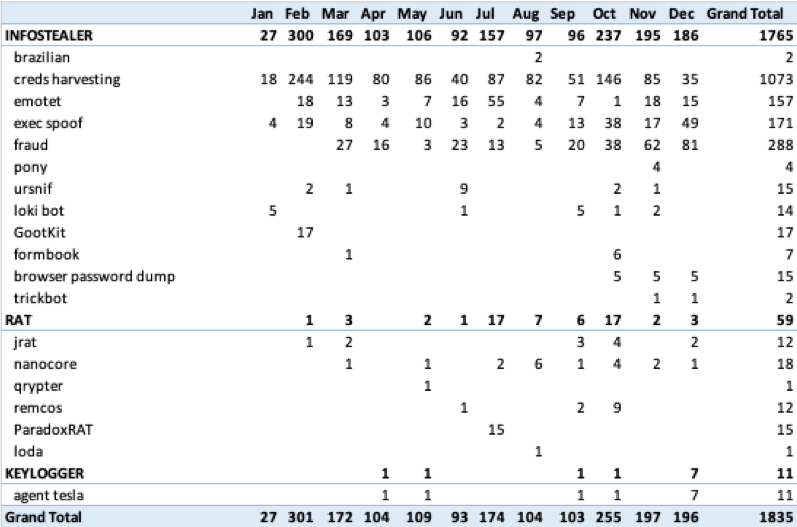 Jan Feb Mar Apr May Jun Jul Aug Sep Oct Nov Dec Grand Total
INFOSTEALER 27 300 169 103 106 92 157 97 96 237 195 186 1765
brazilian 2 2
creds harvesting 18 244 119 80 86 40 87 82 51 146 85 35 1073
emotet 18 13 3 7 16 55 4 7 1 18 15 157
exec spoof 4 19 8 4 10 3 2 4 13 38 17 49 171
fraud 27 16 3 23 13 5 20 38 62 81 288
pony 4 4
ursnif 2 1 9 2 1 15
loki bot 5 1 5 1 2 14
GootKit 17 17
formbook 1 6 7
browser password dump 5 5 5 15
trickbot 1 1 2
RAT 1 3 2 1 17 7 6 17 2 3 59
jrat 1 2 3 4 2 12
nanocore 1 1 2 6 1 4 2 1 18
qrypter 1 1
remcos 1 2 9 12
ParadoxRAT 15 15
loda 1 1
KEYLOGGER 1 1 1 1 7 11
agent tesla 1 1 1 1 7 11
Grand Total 27 301 172 104 109 93 174 104 103 255 197 196 1835